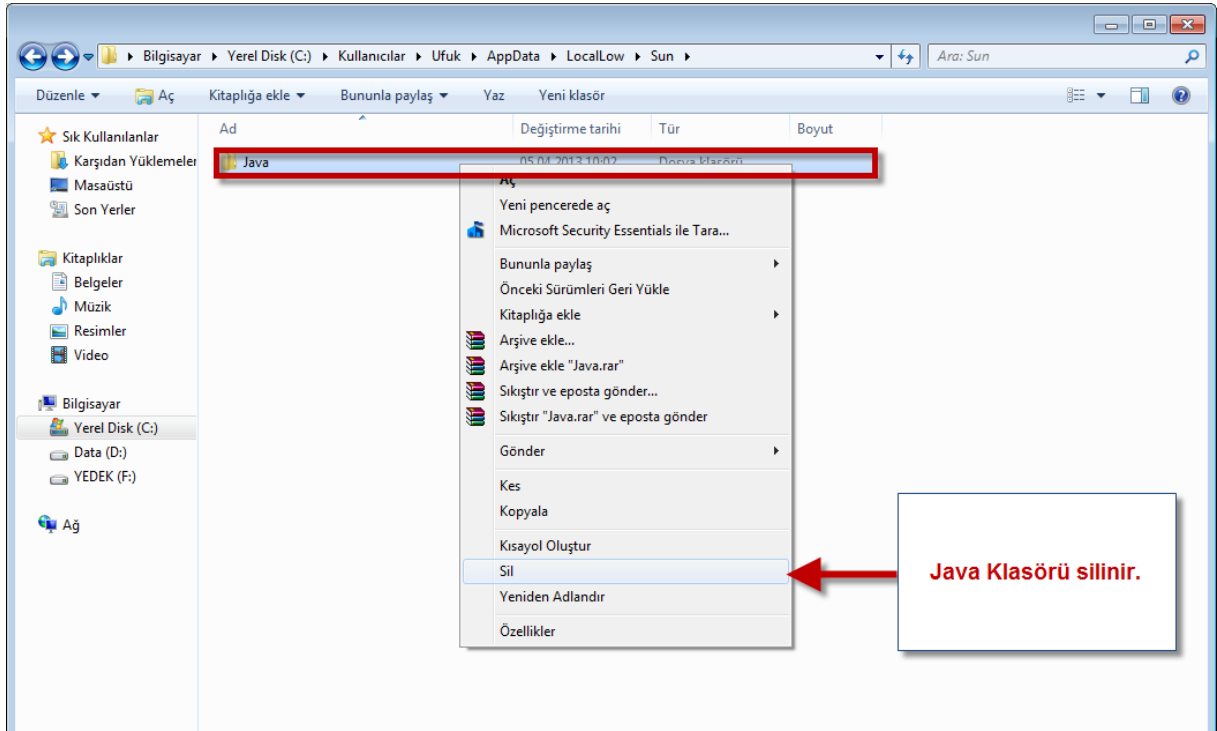 Bilgisayar Yerel Disk (C:) Kullanıcılar Ufuk AppData LocalLow Sun
Ara: Sun
Düzenle Aç Kitaplığa ekle Bununla paylaş Yaz Yeni klasör
Ad Değiştirme tarihi Tür Boyut
Sık Kullanılanlar
Karşıdan Yüklemeler
Masaüstü
Son Yerler
Kitaplıklar
Belgeler
Müzik
Resimler
Video
Bilgisayar
Yerel Disk (C:)
Data (D:)
YEDEK (F:)
Ağ
Java 05.04.2013 10:02 Dosya klasörü
Aç
Yeni pencerede aç
Microsoft Security Essentials ile Tara...
Bununla paylaş
Önceki Sürümleri Geri Yükle
Kitaplığa ekle
Arşive ekle...
Arşive ekle "Java.rar"
Sıkıştır ve eposta gönder...
Sıkıştır "Java.rar" ve eposta gönder
Gönder
Kes
Kopyala
Kısayol Oluştur
Sil
Yeniden Adlandır
Özellikler
Java Klasörü silinir.